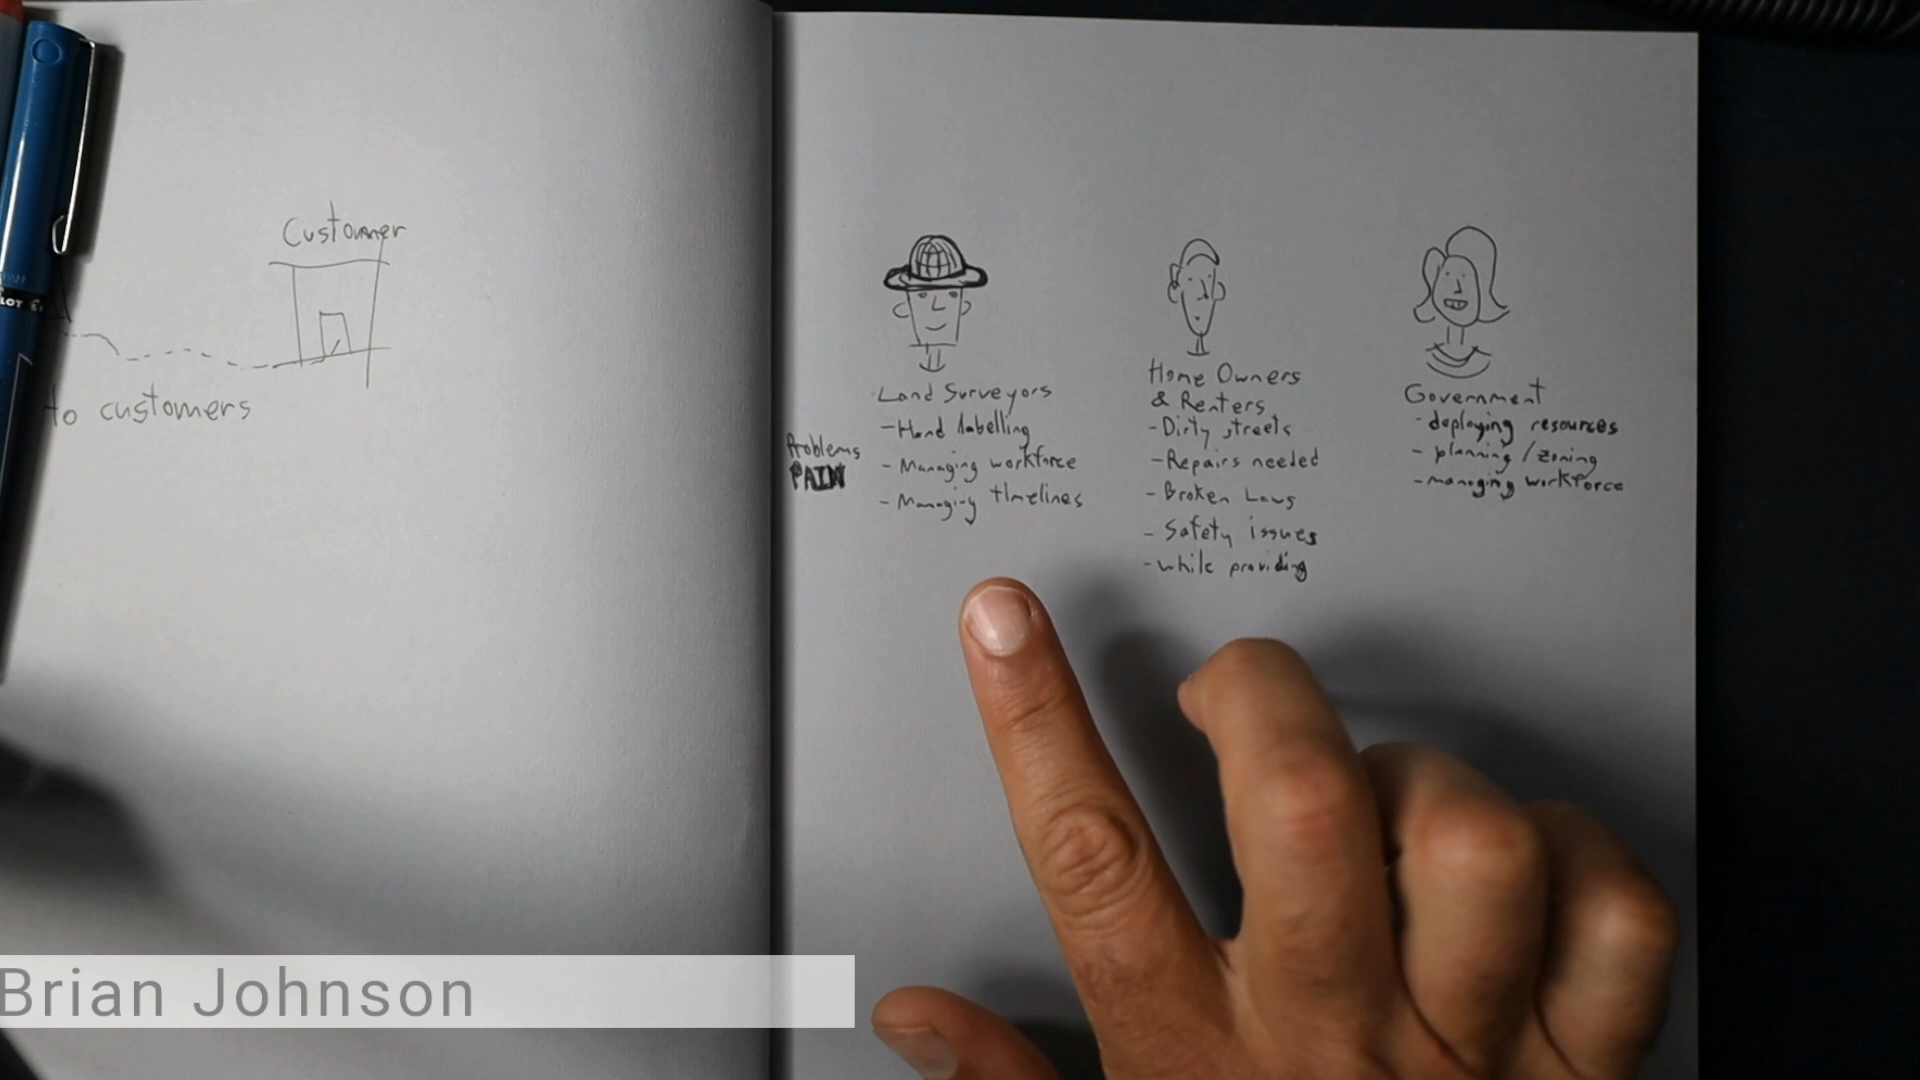 Customer
to customers
Problems
PAIN
Land Surveyors
- Hand labelling
- Managing workforce
- Managing timelines
Home Owners
& Renters
- Dirty streets
- Repairs needed
- Broken Laws
- Safety issues
- while providing
Government
- deploying resources
- planning / zoning
- managing workforce
Brian Johnson